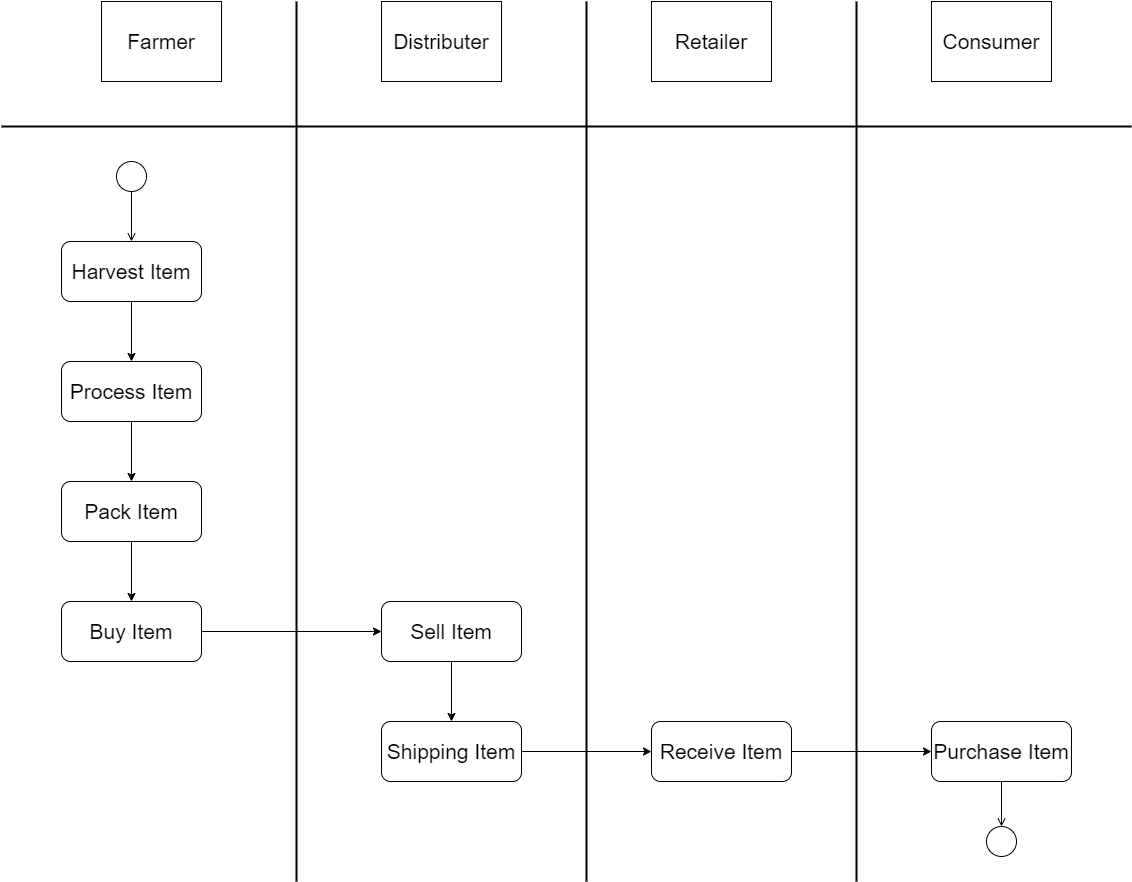 Farmer
Distributer
Retailer
Consumer
Harvest Item
Process Item
Pack Item
Buy Item
Sell Item
Shipping Item
Receive Item
Purchase Item